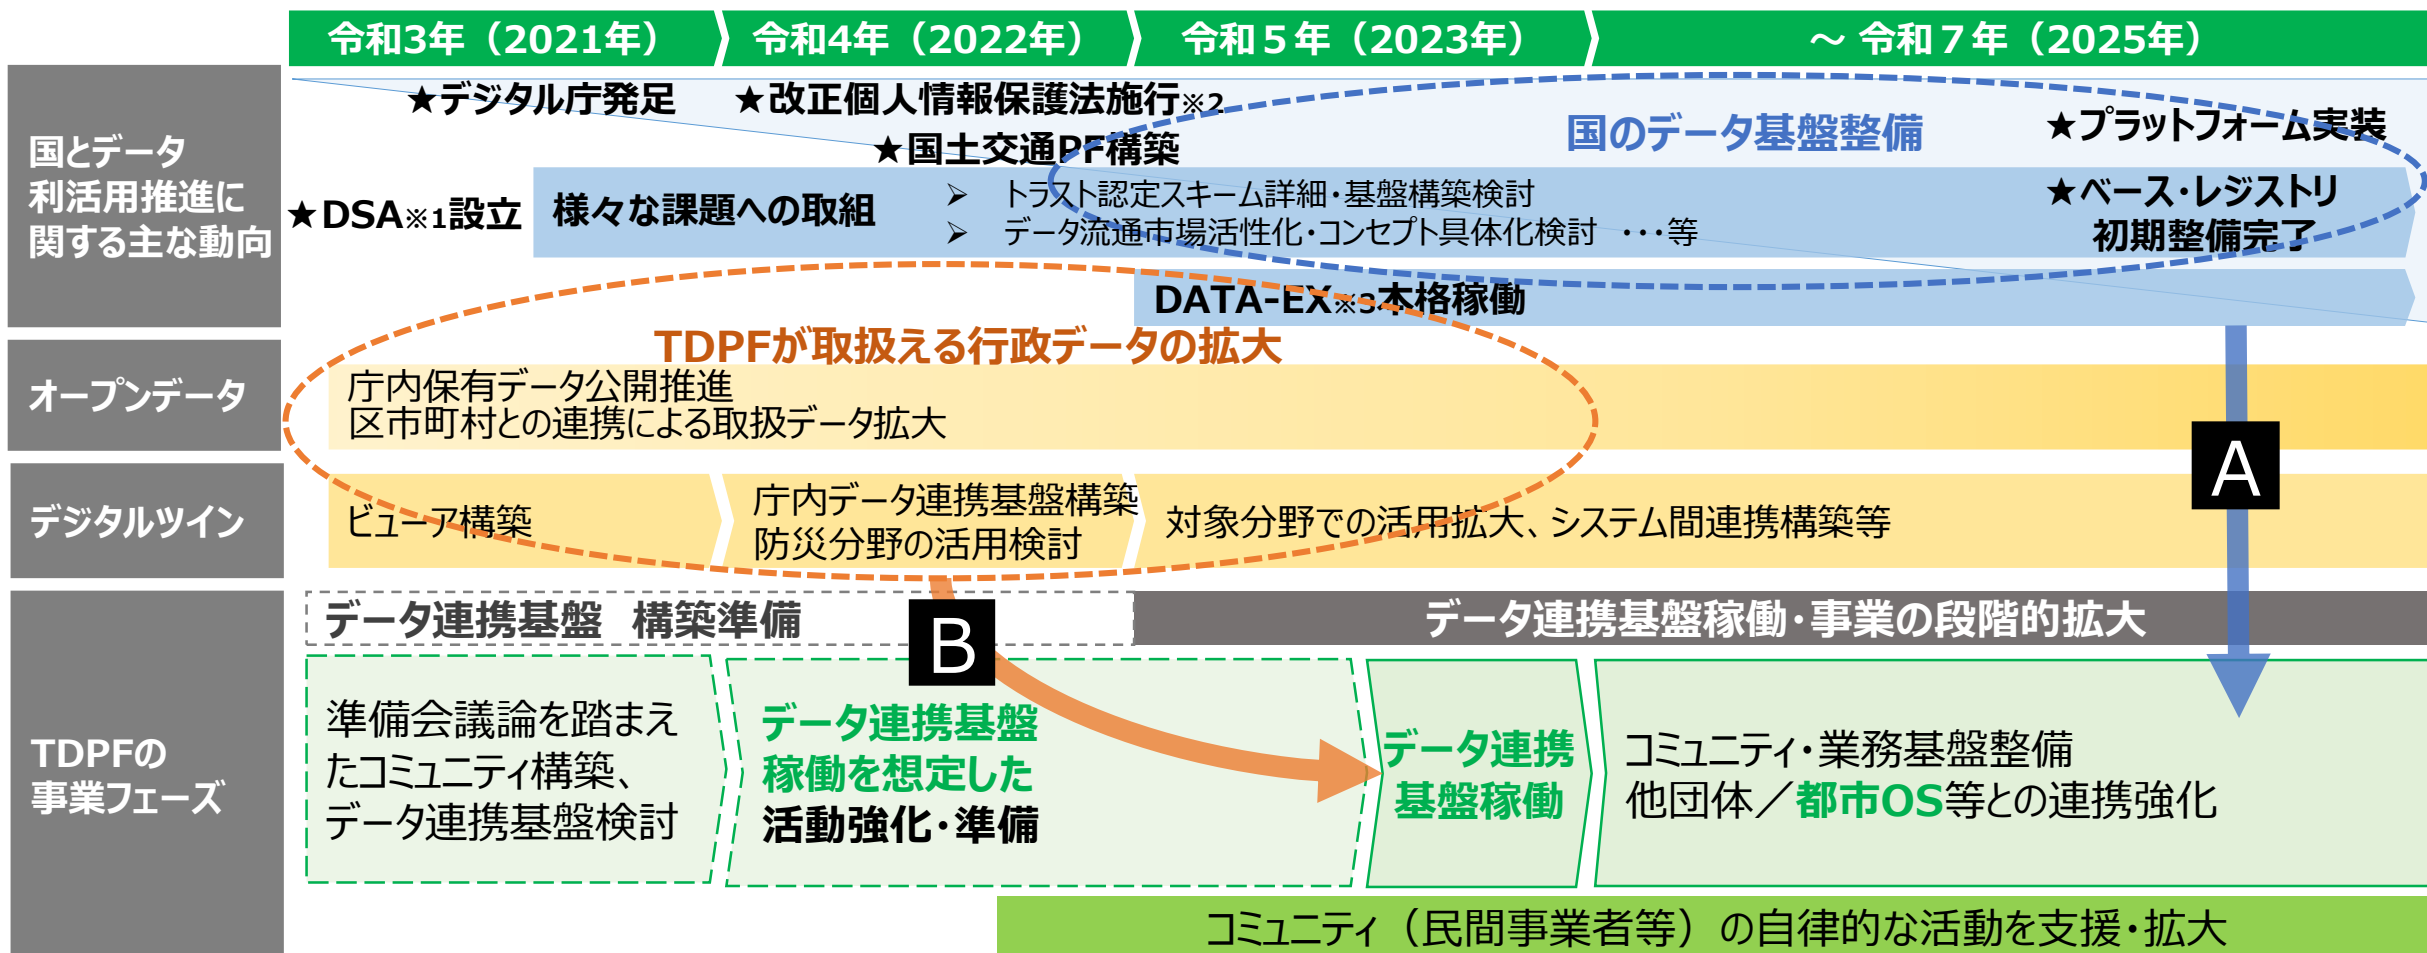 令和3年（2021年）
令和4年（2022年）
令和５年（2023年）
～ 令和７年（2025年）
国とデータ
利活用推進に
関する主な動向
★デジタル庁発足
★改正個人情報保護法施行※2
★国土交通PF構築
国のデータ基盤整備
★プラットフォーム実装
★DSA※1設立
様々な課題への取組
➢ トラスト認定スキーム詳細・基盤構築検討
➢ データ流通市場活性化・コンセプト具体化検討 ・・・等
★ベース・レジストリ
初期整備完了
DATA-EX※3本格稼働
TDPFが取扱える行政データの拡大
オープンデータ
庁内保有データ公開推進
区市町村との連携による取扱データ拡大
A
デジタルツイン
ビューア構築
庁内データ連携基盤構築
防災分野の活用検討
対象分野での活用拡大、システム間連携構築等
TDPFの
事業フェーズ
データ連携基盤 構築準備
B
データ連携基盤稼働・事業の段階的拡大
準備会議論を踏まえ
たコミュニティ構築、
データ連携基盤検討
データ連携基盤
稼働を想定した
活動強化・準備
データ連携
基盤稼働
コミュニティ・業務基盤整備
他団体／都市OS等との連携強化
コミュニティ（民間事業者等）の自律的な活動を支援・拡大